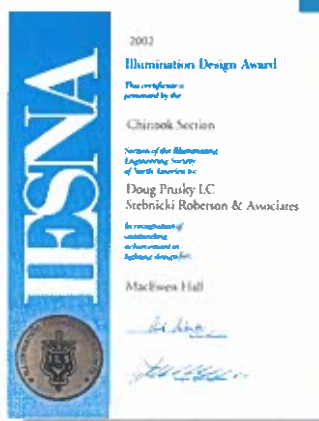 2002
Illumination Design Award
This certificate is
presented by the
Chinook Section
Section of the Illuminating
Engineering Society
of North America to:
Doug Prusky LC
Stebnicki Roberson & Associates
In recognition of
outstanding
achievement in
lighting design for:
MacEwen Hall
IESNA